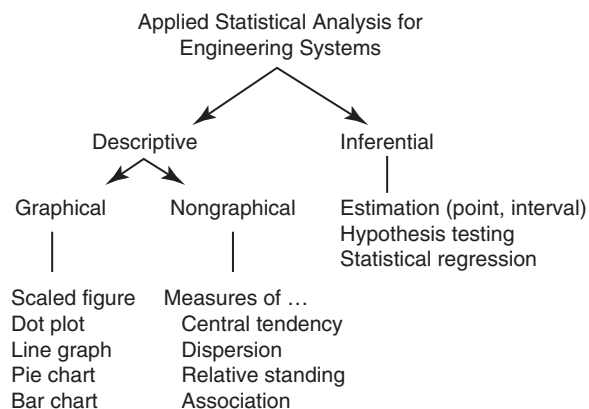 Applied Statistical Analysis for
Engineering Systems
Descriptive
Inferential
Graphical
Nongraphical
Estimation (point, interval)
Hypothesis testing
Statistical regression
Scaled figure
Dot plot
Line graph
Pie chart
Bar chart
Measures of ...
Central tendency
Dispersion
Relative standing
Association